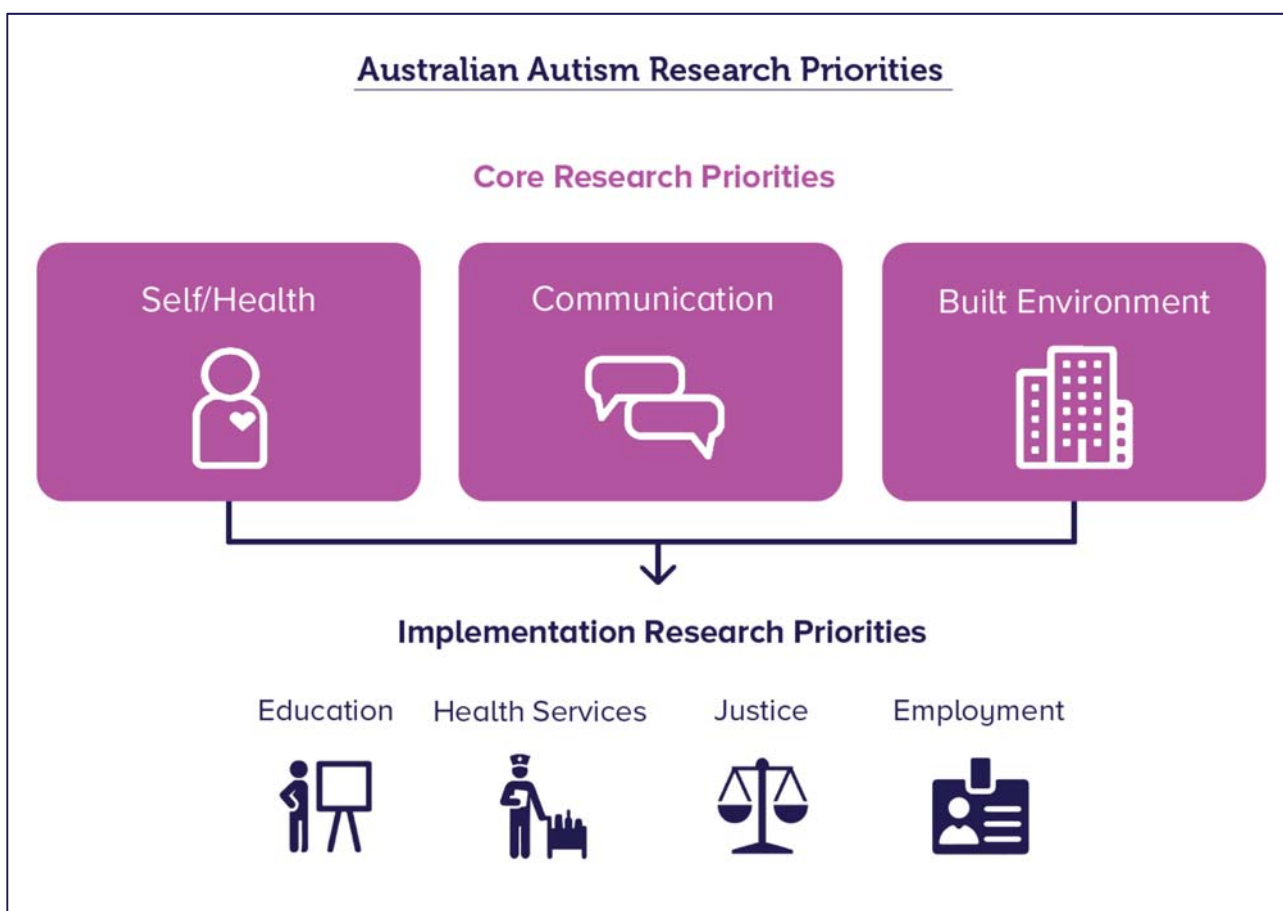 Australian Autism Research Priorities
Core Research Priorities
Self/Health
Communication
Built Environment
Implementation Research Priorities
Education
Health Services
Justice
Employment